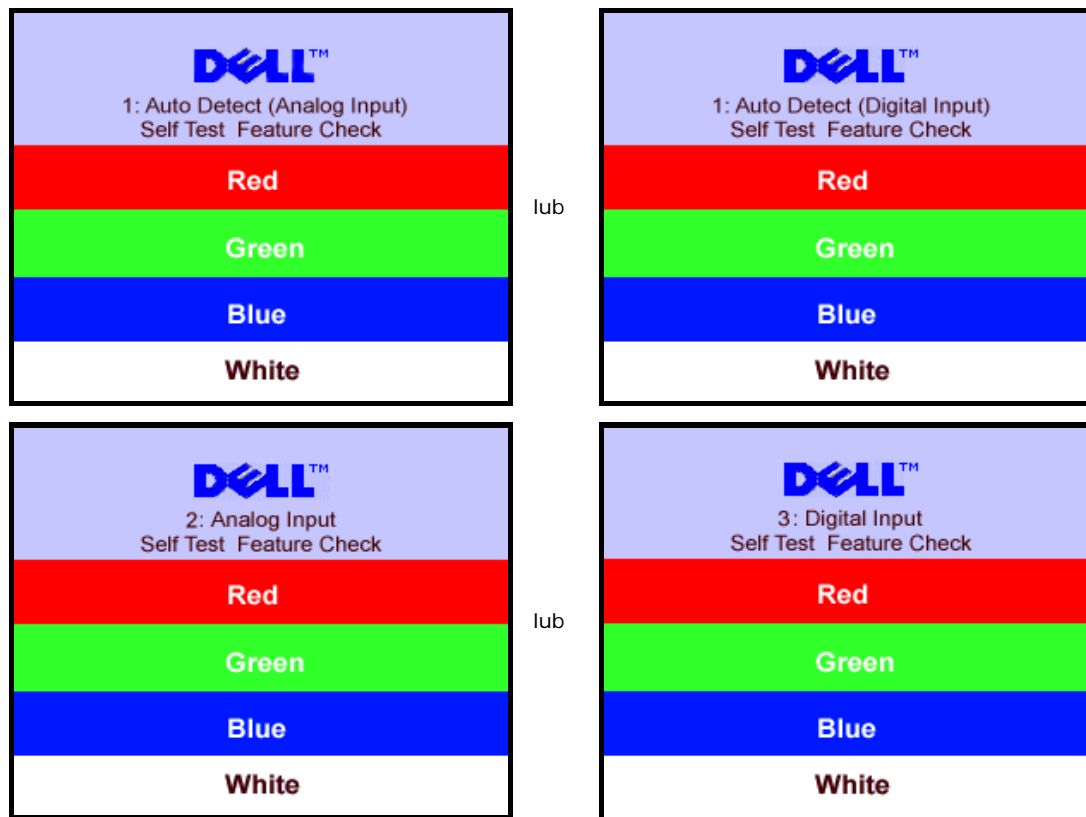 DELL™
1: Auto Detect (Analog Input)
Self Test Feature Check
Red
Green
Blue
White
lub
DELL™
1: Auto Detect (Digital Input)
Self Test Feature Check
Red
Green
Blue
White
DELL™
2: Analog Input
Self Test Feature Check
Red
Green
Blue
White
lub
DELL™
3: Digital Input
Self Test Feature Check
Red
Green
Blue
White